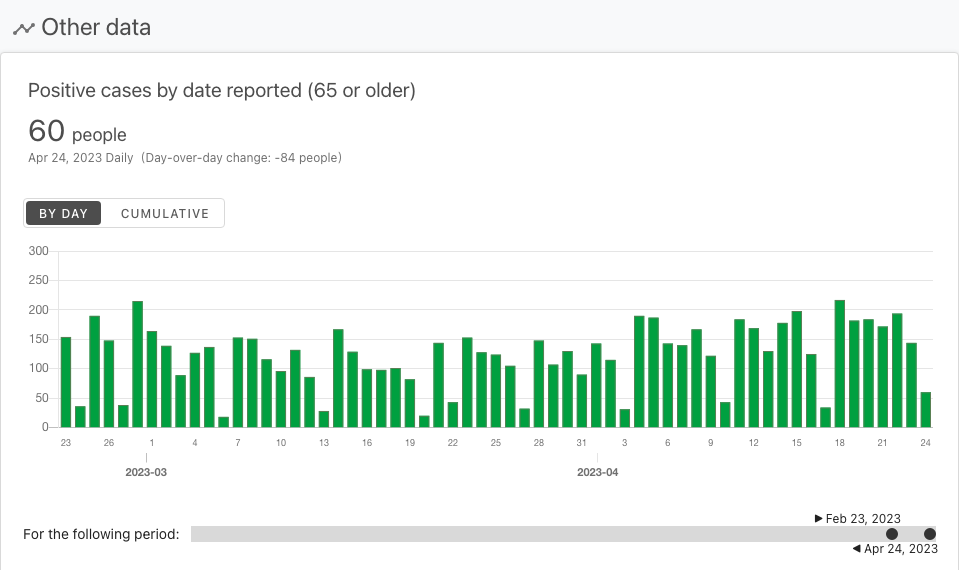 Other data
Positive cases by date reported (65 or older)
60 people
Apr 24, 2023 Daily (Day-over-day change: -84 people)
BY DAY CUMULATIVE
300
250
200
150
100
50
0
23 26 1 4 7 10 13 16 19 22 25 28 31 3 6 9 12 15 18 21 24
2023-03 2023-04
▶ Feb 23, 2023
For the following period:
◀ Apr 24, 2023